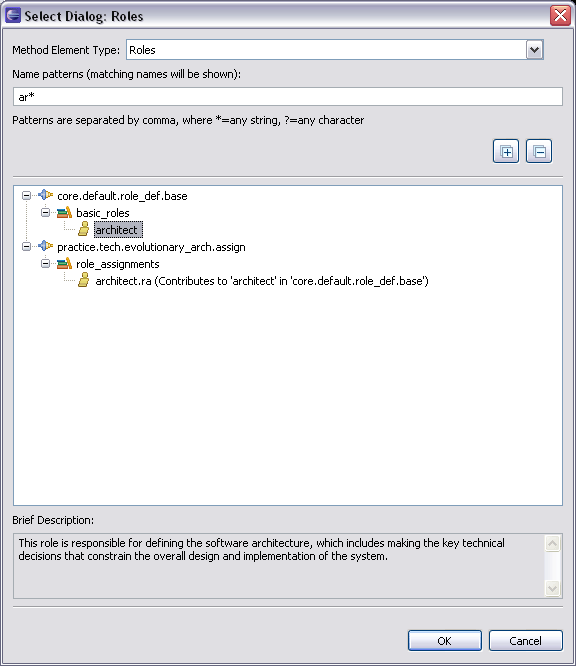 Select Dialog: Roles
Method Element Type: Roles
Name patterns (matching names will be shown):
ar*
Patterns are separated by comma, where *=any string, ?=any character
core.default.role_def.base
basic_roles
architect
practice.tech.evolutionary_arch.assign
role_assignments
architect.ra (Contributes to 'architect' in 'core.default.role_def.base')
Brief Description:
This role is responsible for defining the software architecture, which includes making the key technical
decisions that constrain the overall design and implementation of the system.
OK Cancel